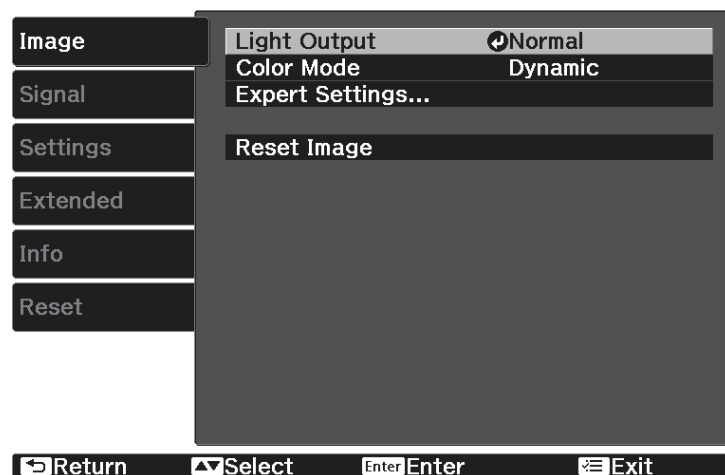 Image
Signal
Settings
Extended
Info
Reset
Light Output Normal
Color Mode Dynamic
Expert Settings...
Reset Image
Return Select Enter Enter Exit